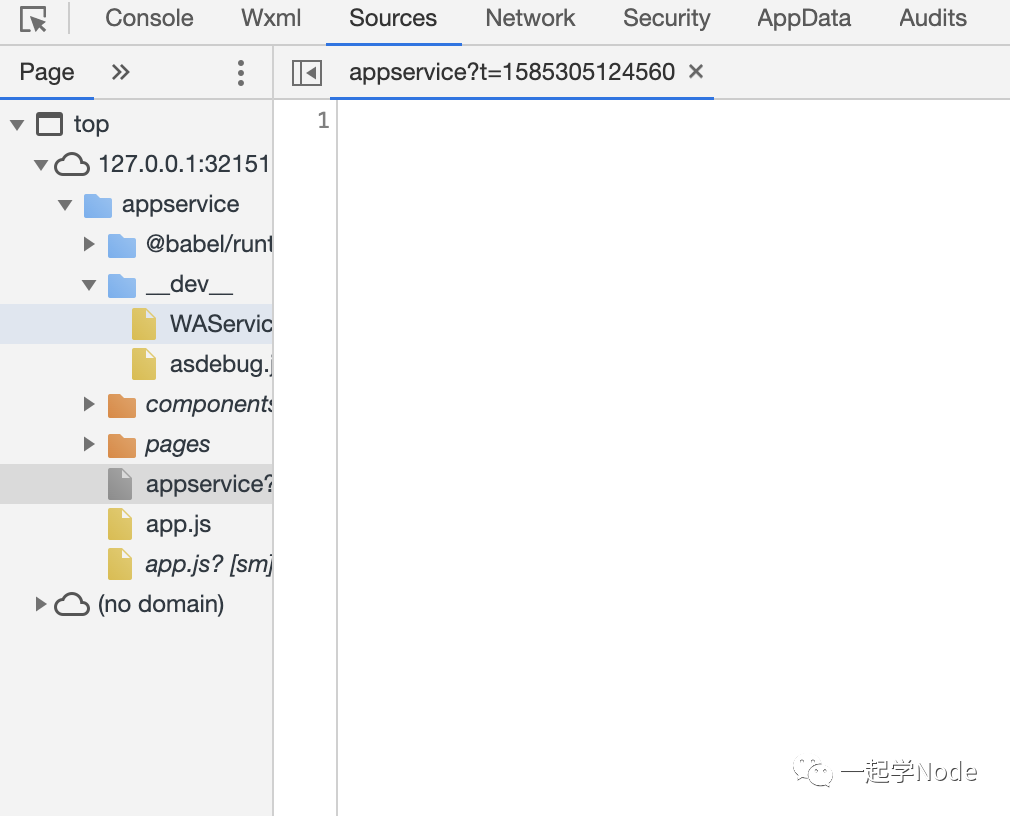 Console Wxml Sources Network Security AppData Audits
Page appservice?t=1585305124560
top
1
127.0.0.1:32151
appservice
@babel/runt
__dev__
WAServic
asdebug.j
components
pages
appservice?
app.js
app.js? [sm]
(no domain)
一起学Node